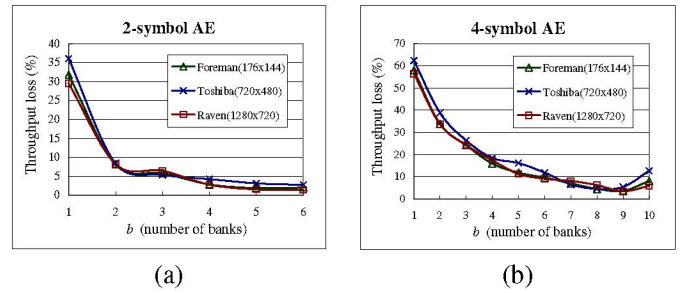 2-symbol AE
Throughput loss (%)
40
35
30
25
20
15
10
5
0
Foreman(176x144)
Toshiba(720x480)
Raven(1280x720)
1 2 3 4 5 6
b (number of banks)
(a)
4-symbol AE
Throughput loss (%)
70
60
50
40
30
20
10
0
Foreman(176x144)
Toshiba(720x480)
Raven(1280x720)
1 2 3 4 5 6 7 8 9 10
b (number of banks)
(b)